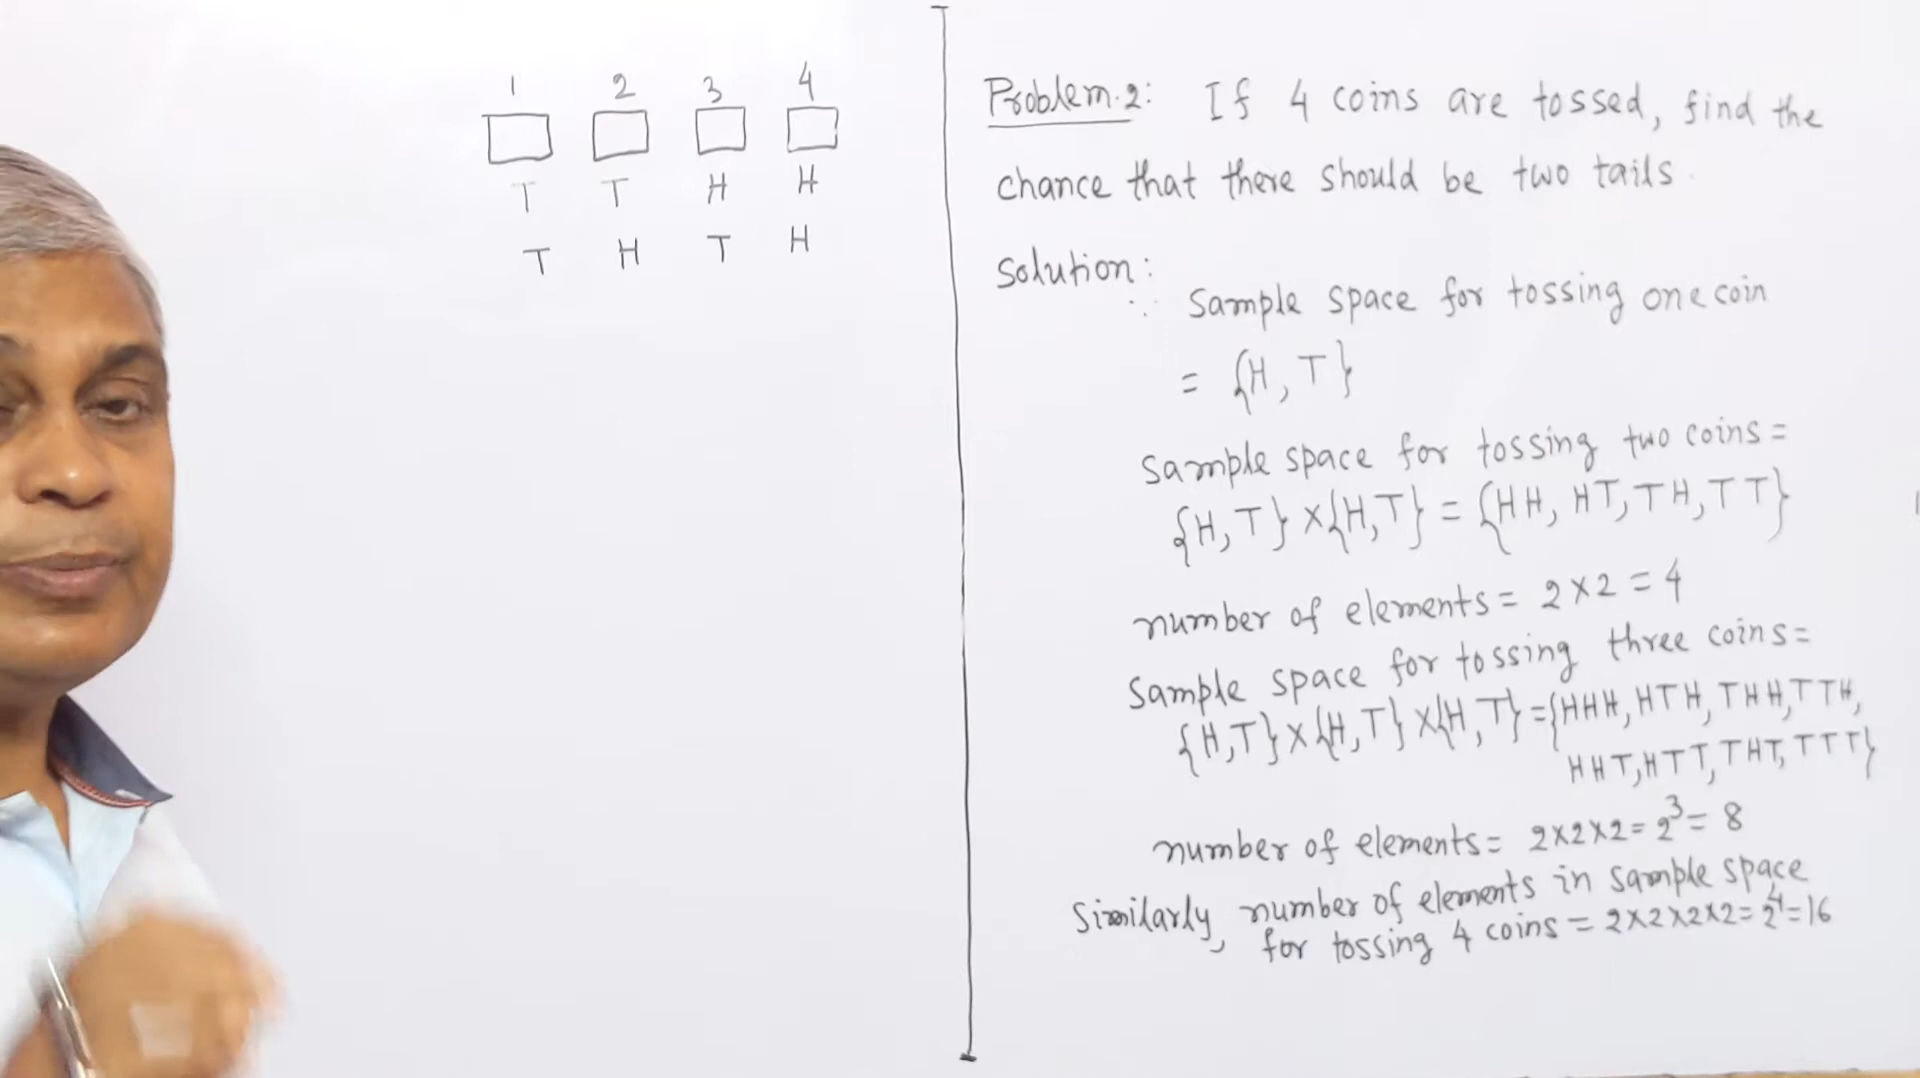 1 2 3 4
T T H H
T H T H
Problem.2: If 4 coins are tossed, find the
chance that there should be two tails.
Solution:
∵ Sample space for tossing one coin
= {H, T}
Sample space for tossing two coins =
{H, T} × {H, T} = {HH, HT, TH, TT}
number of elements = 2×2 = 4
Sample space for tossing three coins =
{H,T} × {H,T} × {H,T} = {HHH, HTH, THH, TTH,
HHT, HTT, THT, TTT}
number of elements = 2×2×2 = 2³ = 8
Similarly, number of elements in sample space
for tossing 4 coins = 2×2×2×2 = 2⁴ = 16